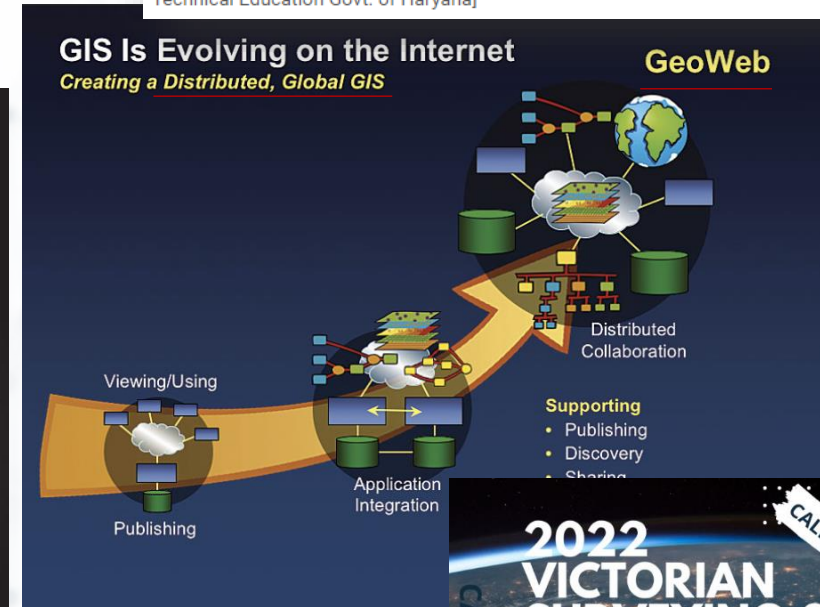 Technical Education Govt. of Haryana]
GIS Is Evolving on the Internet
Creating a Distributed, Global GIS
GeoWeb
Distributed
Collaboration
Viewing/Using
Publishing
Application
Integration
Supporting
• Publishing
• Discovery
• Sharing
2022
VICTORIAN